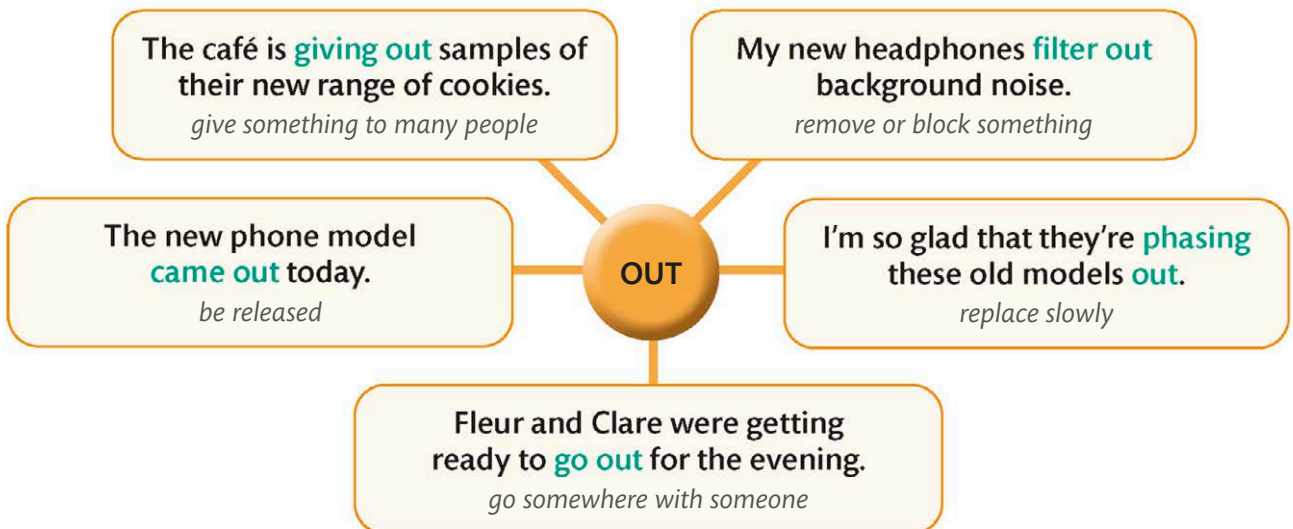 The café is giving out samples of
their new range of cookies.
give something to many people
My new headphones filter out
background noise.
remove or block something
The new phone model
came out today.
be released
OUT
I'm so glad that they're phasing
these old models out.
replace slowly
Fleur and Clare were getting
ready to go out for the evening.
go somewhere with someone